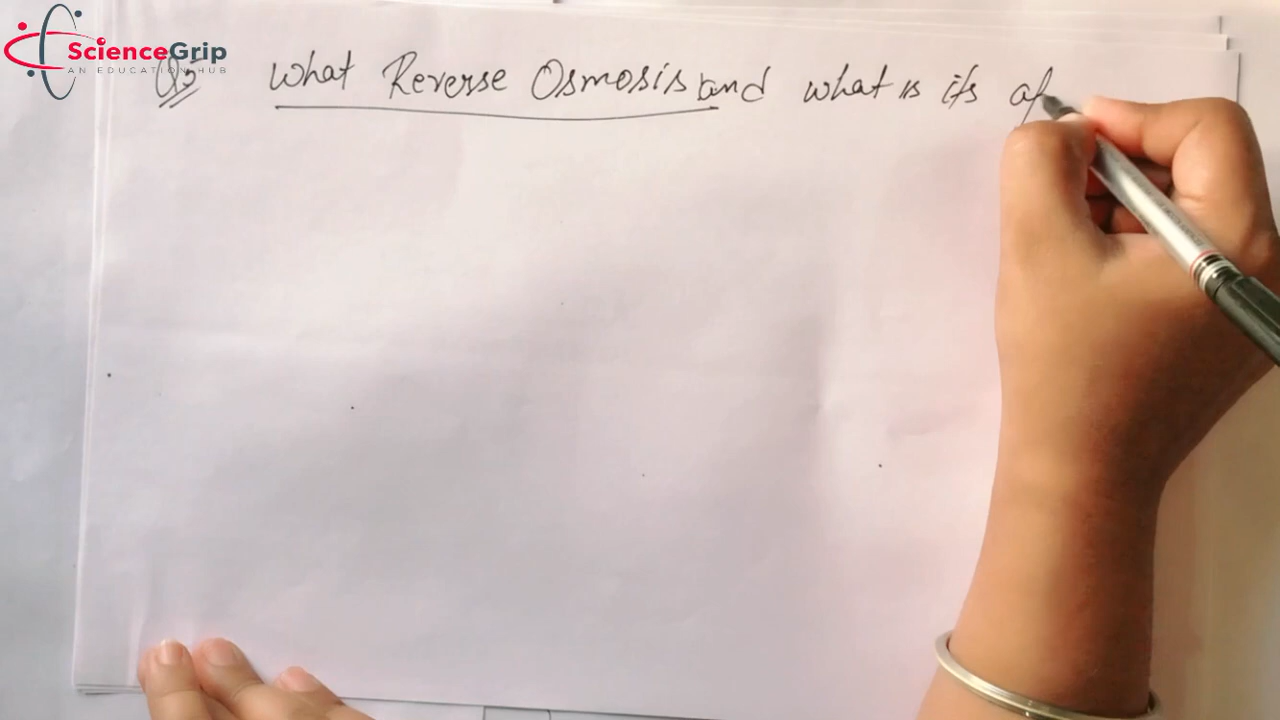 ScienceGrip
AN EDUCATION HUB
Q5 What Reverse Osmosis and what is its ap